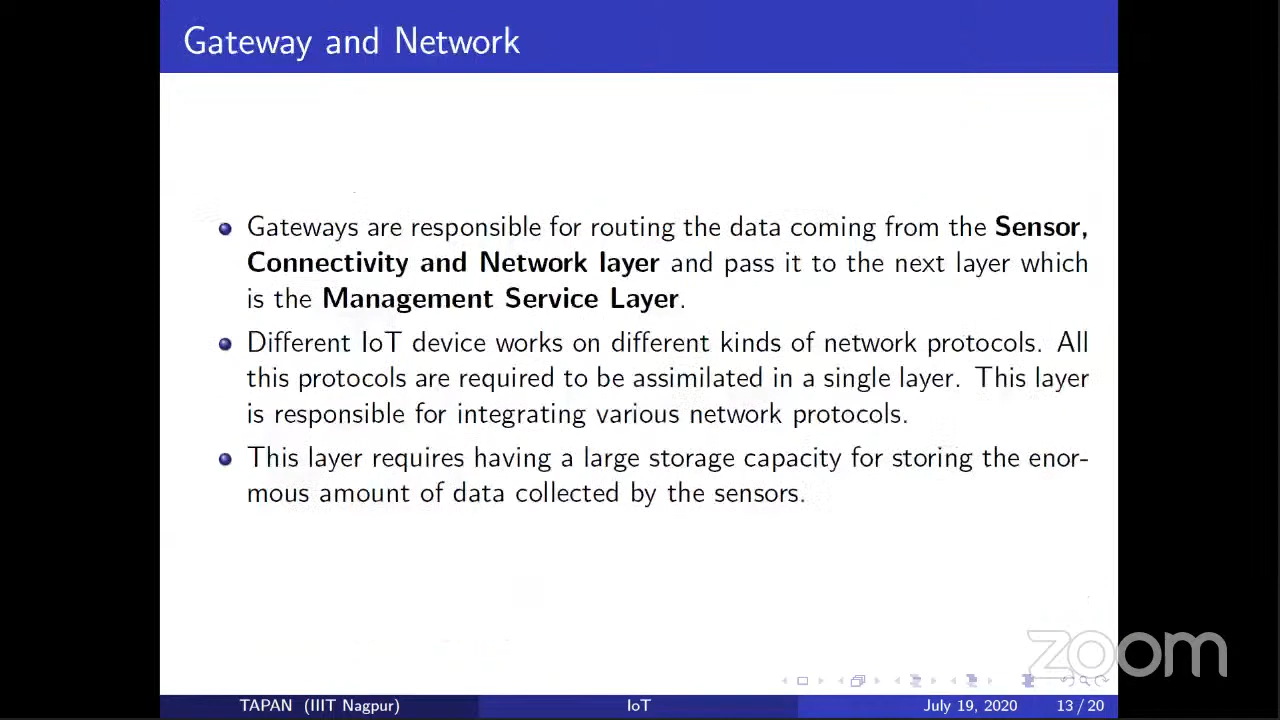 Gateway and Network
Gateways are responsible for routing the data coming from the Sensor,
Connectivity and Network layer and pass it to the next layer which
is the Management Service Layer.
Different IoT device works on different kinds of network protocols. All
this protocols are required to be assimilated in a single layer. This layer
is responsible for integrating various network protocols.
This layer requires having a large storage capacity for storing the enor-
mous amount of data collected by the sensors.
zoom
TAPAN (IIIT Nagpur) IoT July 19, 2020 13 / 20